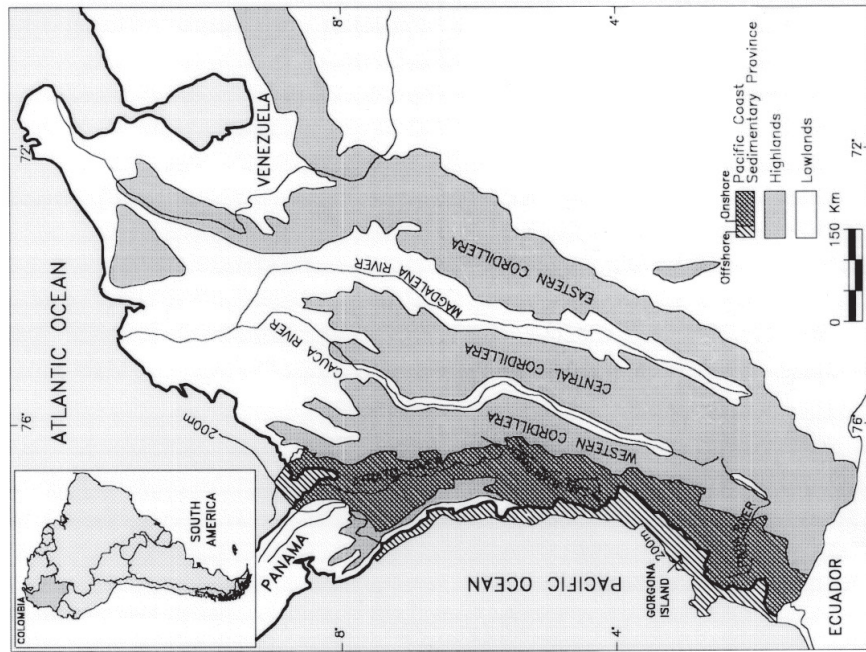 COLOMBIA
SOUTH
AMERICA
ATLANTIC OCEAN
200m
76°
72°
8°
4°
PANAMA
VENEZUELA
CAUCA RIVER
MAGDALENA RIVER
WESTERN CORDILLERA
CENTRAL CORDILLERA
EASTERN CORDILLERA
RIVER
PACIFIC OCEAN
GORGONA
ISLAND
200m
RIVER
ECUADOR
8°
4°
76°
72°
Offshore Onshore
Pacific Coast
Sedimentary Province
Highlands
Lowlands
0 150 Km